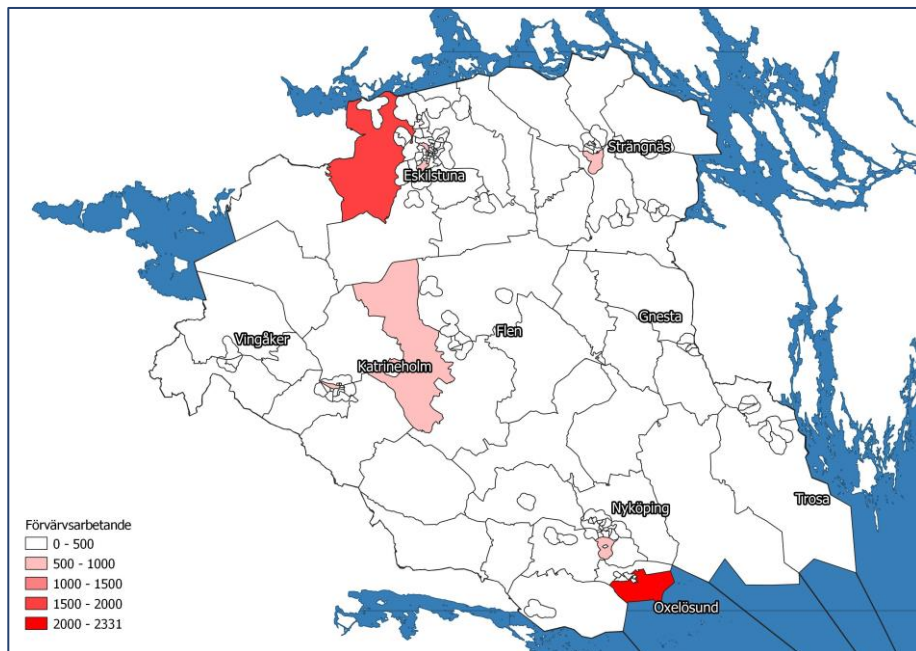 Strängnäs
Eskilstuna
Gnesta
Vingåker
Flen
Katrineholm
Trosa
Nyköping
Oxelösund
Förvärvsarbetande
0 - 500
500 - 1000
1000 - 1500
1500 - 2000
2000 - 2331